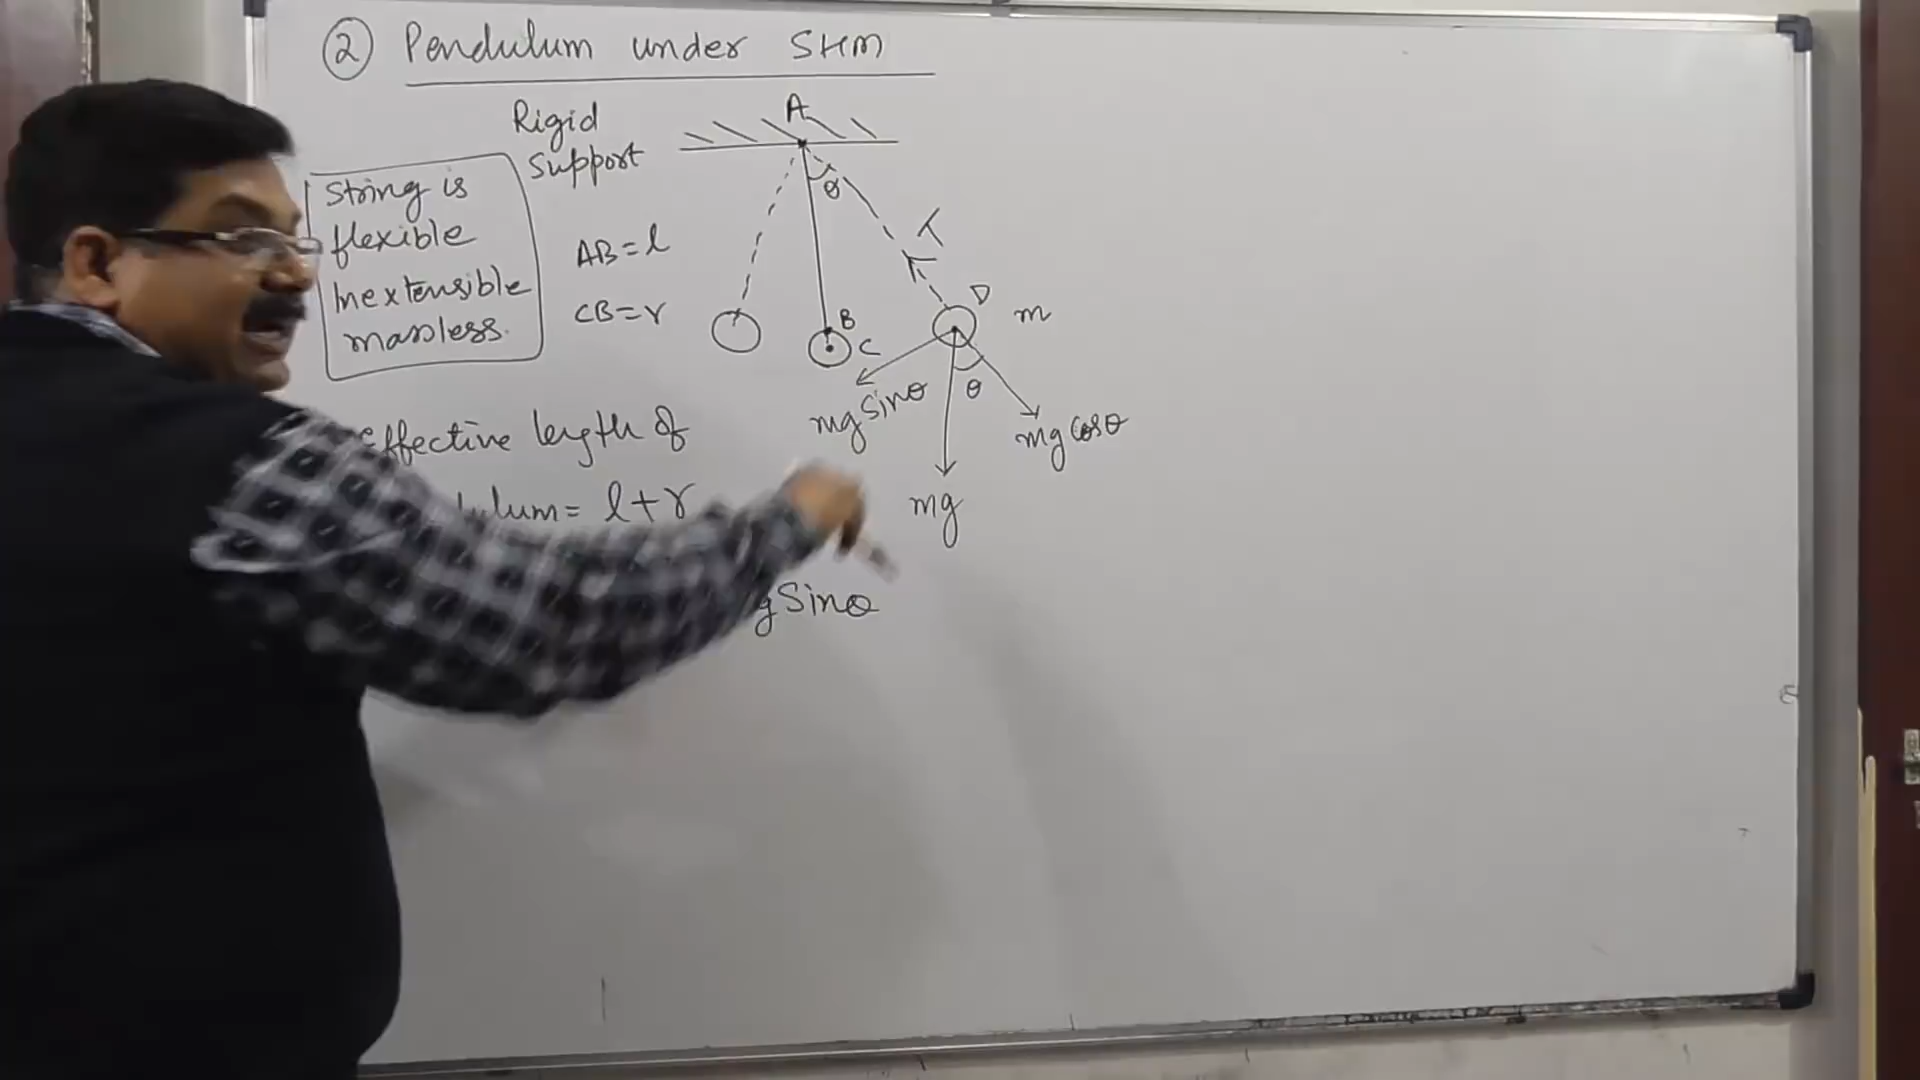 ② Pendulum under SHM
Rigid
Support
String is
flexible
Inextensible
massless.
AB = l
CB = r
A
θ
T
B
C
D
m
mg sinθ
θ
mg cosθ
mg
Effective length of
= l + r
g Sinθ